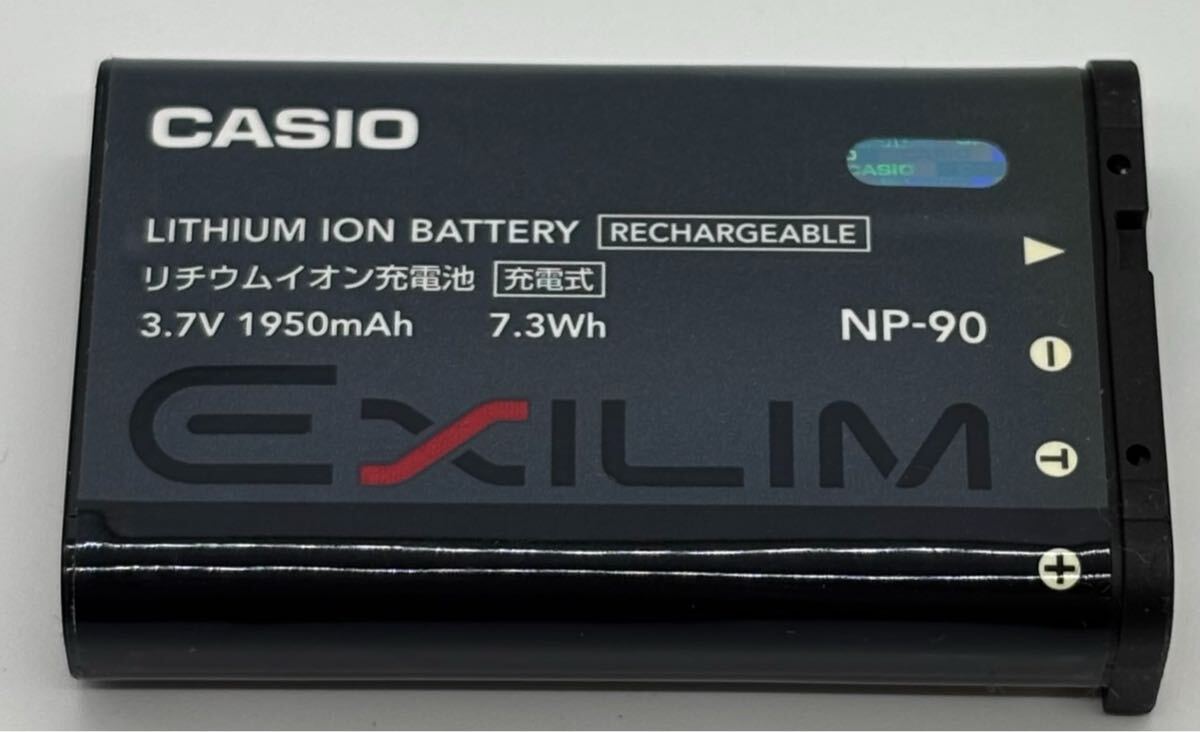 CASIO
CASIO
LITHIUM ION BATTERY RECHARGEABLE
リチウムイオン充電池 充電式
3.7V 1950mAh 7.3Wh NP-90
EXILIM
−
T
+